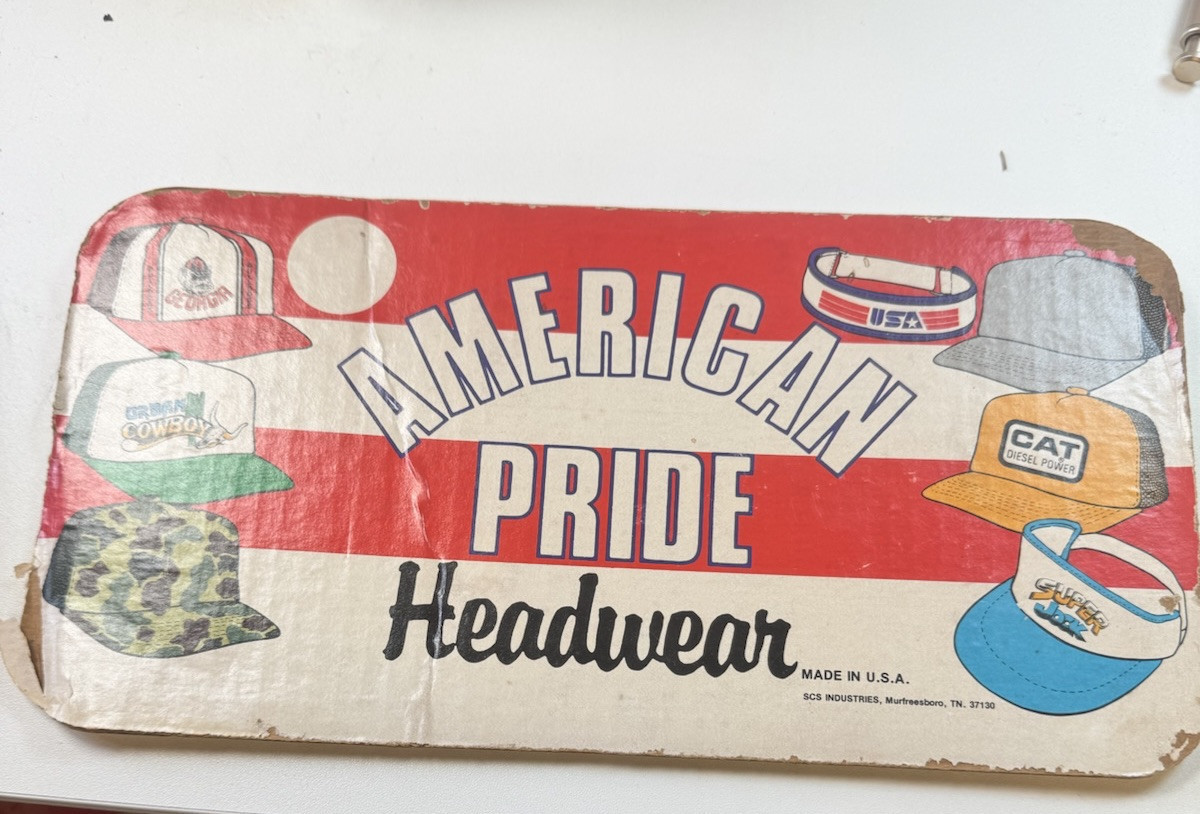 GEORGIA
URBAN
COWBOY
AMERICAN
PRIDE
Headwear
USA
CAT
DIESEL POWER
SUPER
JOCK
MADE IN U.S.A.
SCS INDUSTRIES, Murfreesboro, TN. 37130